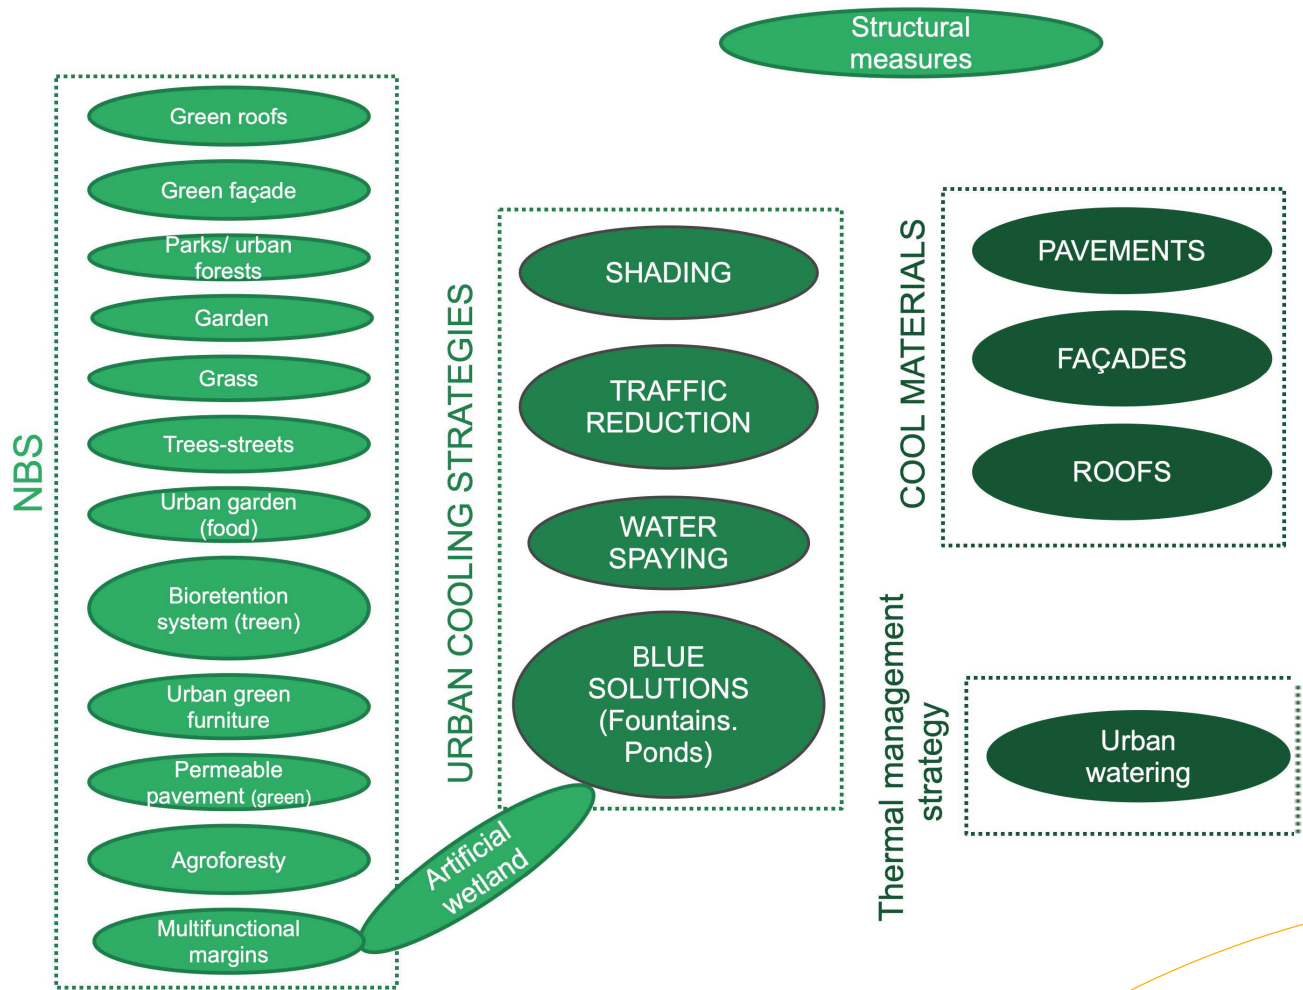 Structural
measures
NBS
Green roofs
Green façade
Parks/ urban
forests
Garden
Grass
Trees-streets
Urban garden
(food)
Bioretention
system (treen)
Urban green
furniture
Permeable
pavement (green)
Agroforesty
Multifunctional
margins
Artificial
wetland
URBAN COOLING STRATEGIES
SHADING
TRAFFIC
REDUCTION
WATER
SPAYING
BLUE
SOLUTIONS
(Fountains.
Ponds)
COOL MATERIALS
PAVEMENTS
FAÇADES
ROOFS
Thermal management
strategy
Urban
watering